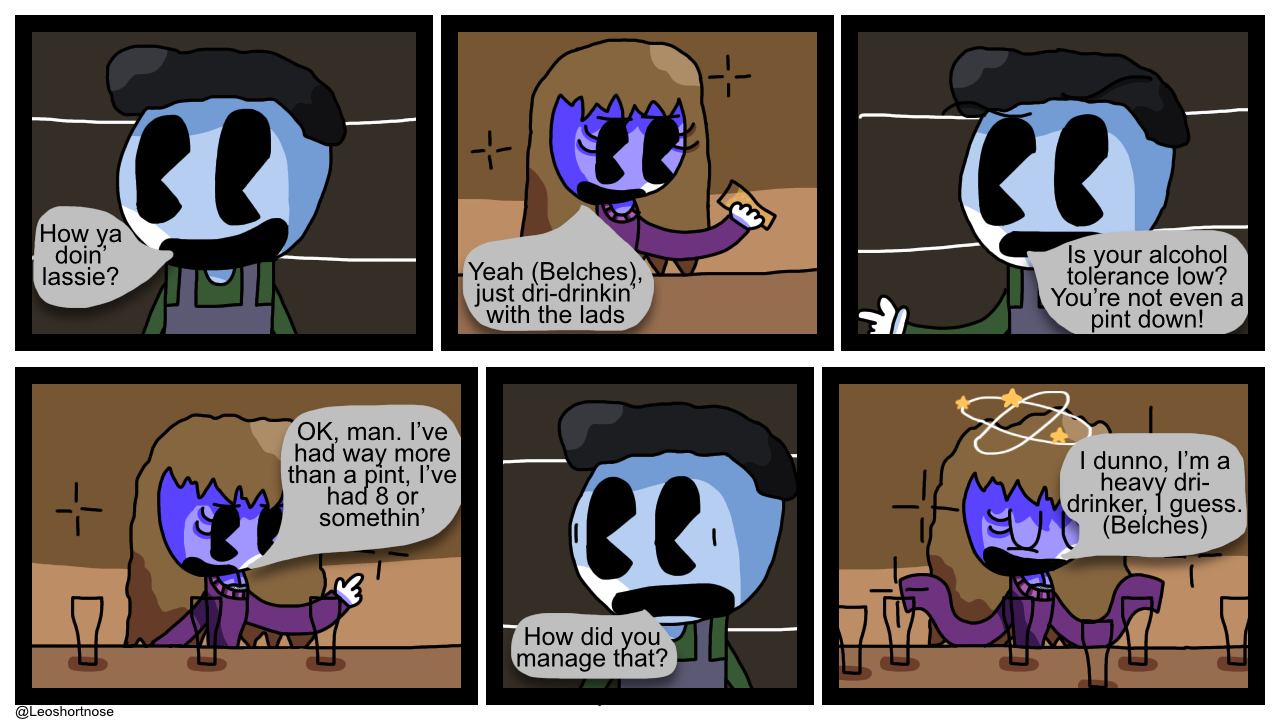 How ya
doin’
lassie?
Yeah (Belches),
just dri-drinkin’
with the lads
Is your alcohol
tolerance low?
You’re not even a
pint down!
OK, man. I’ve
had way more
than a pint, I’ve
had 8 or
somethin’
How did you
manage that?
I dunno, I’m a
heavy dri-
drinker, I guess.
(Belches)
@Leoshortnose